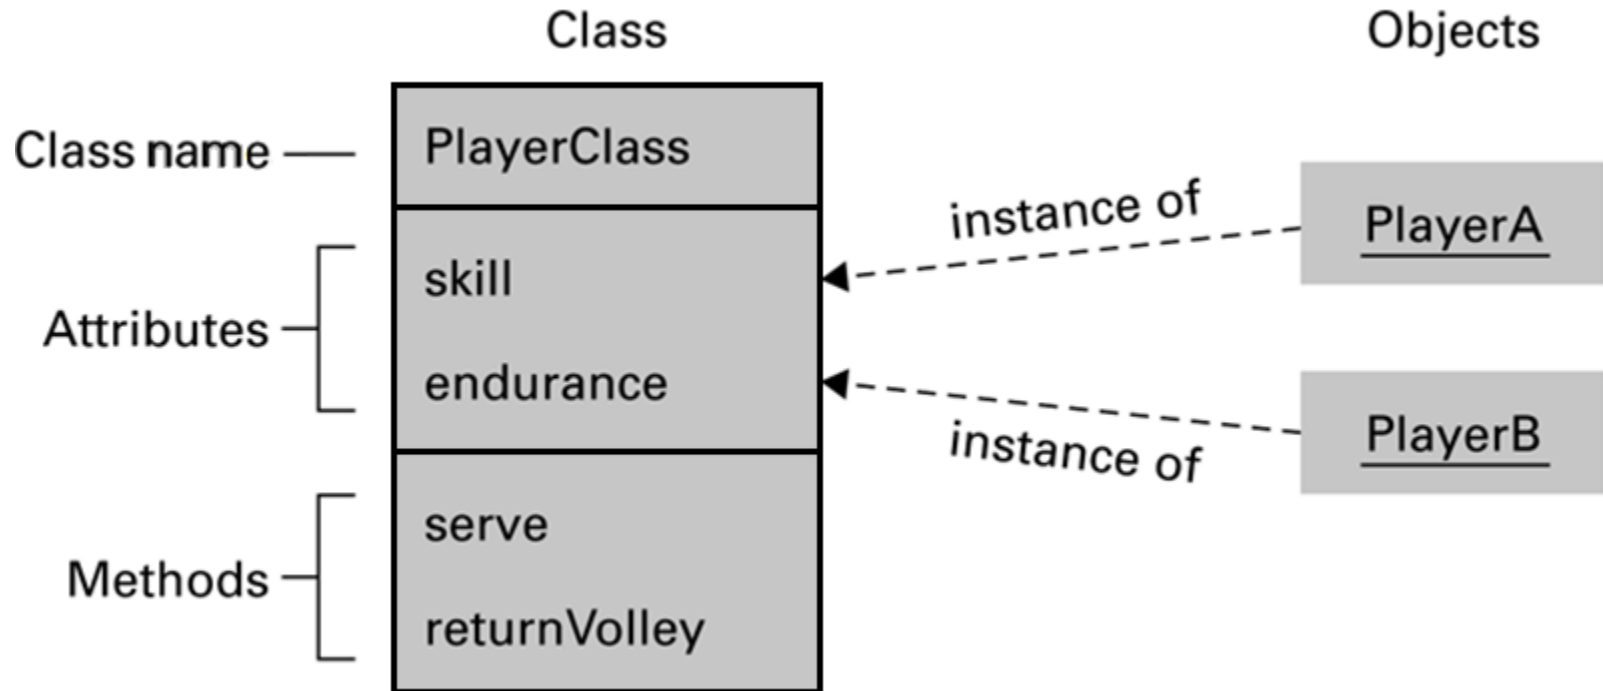 Class
Objects
Class name
PlayerClass
instance of
PlayerA
Attributes
skill
endurance
instance of
PlayerB
Methods
serve
returnVolley